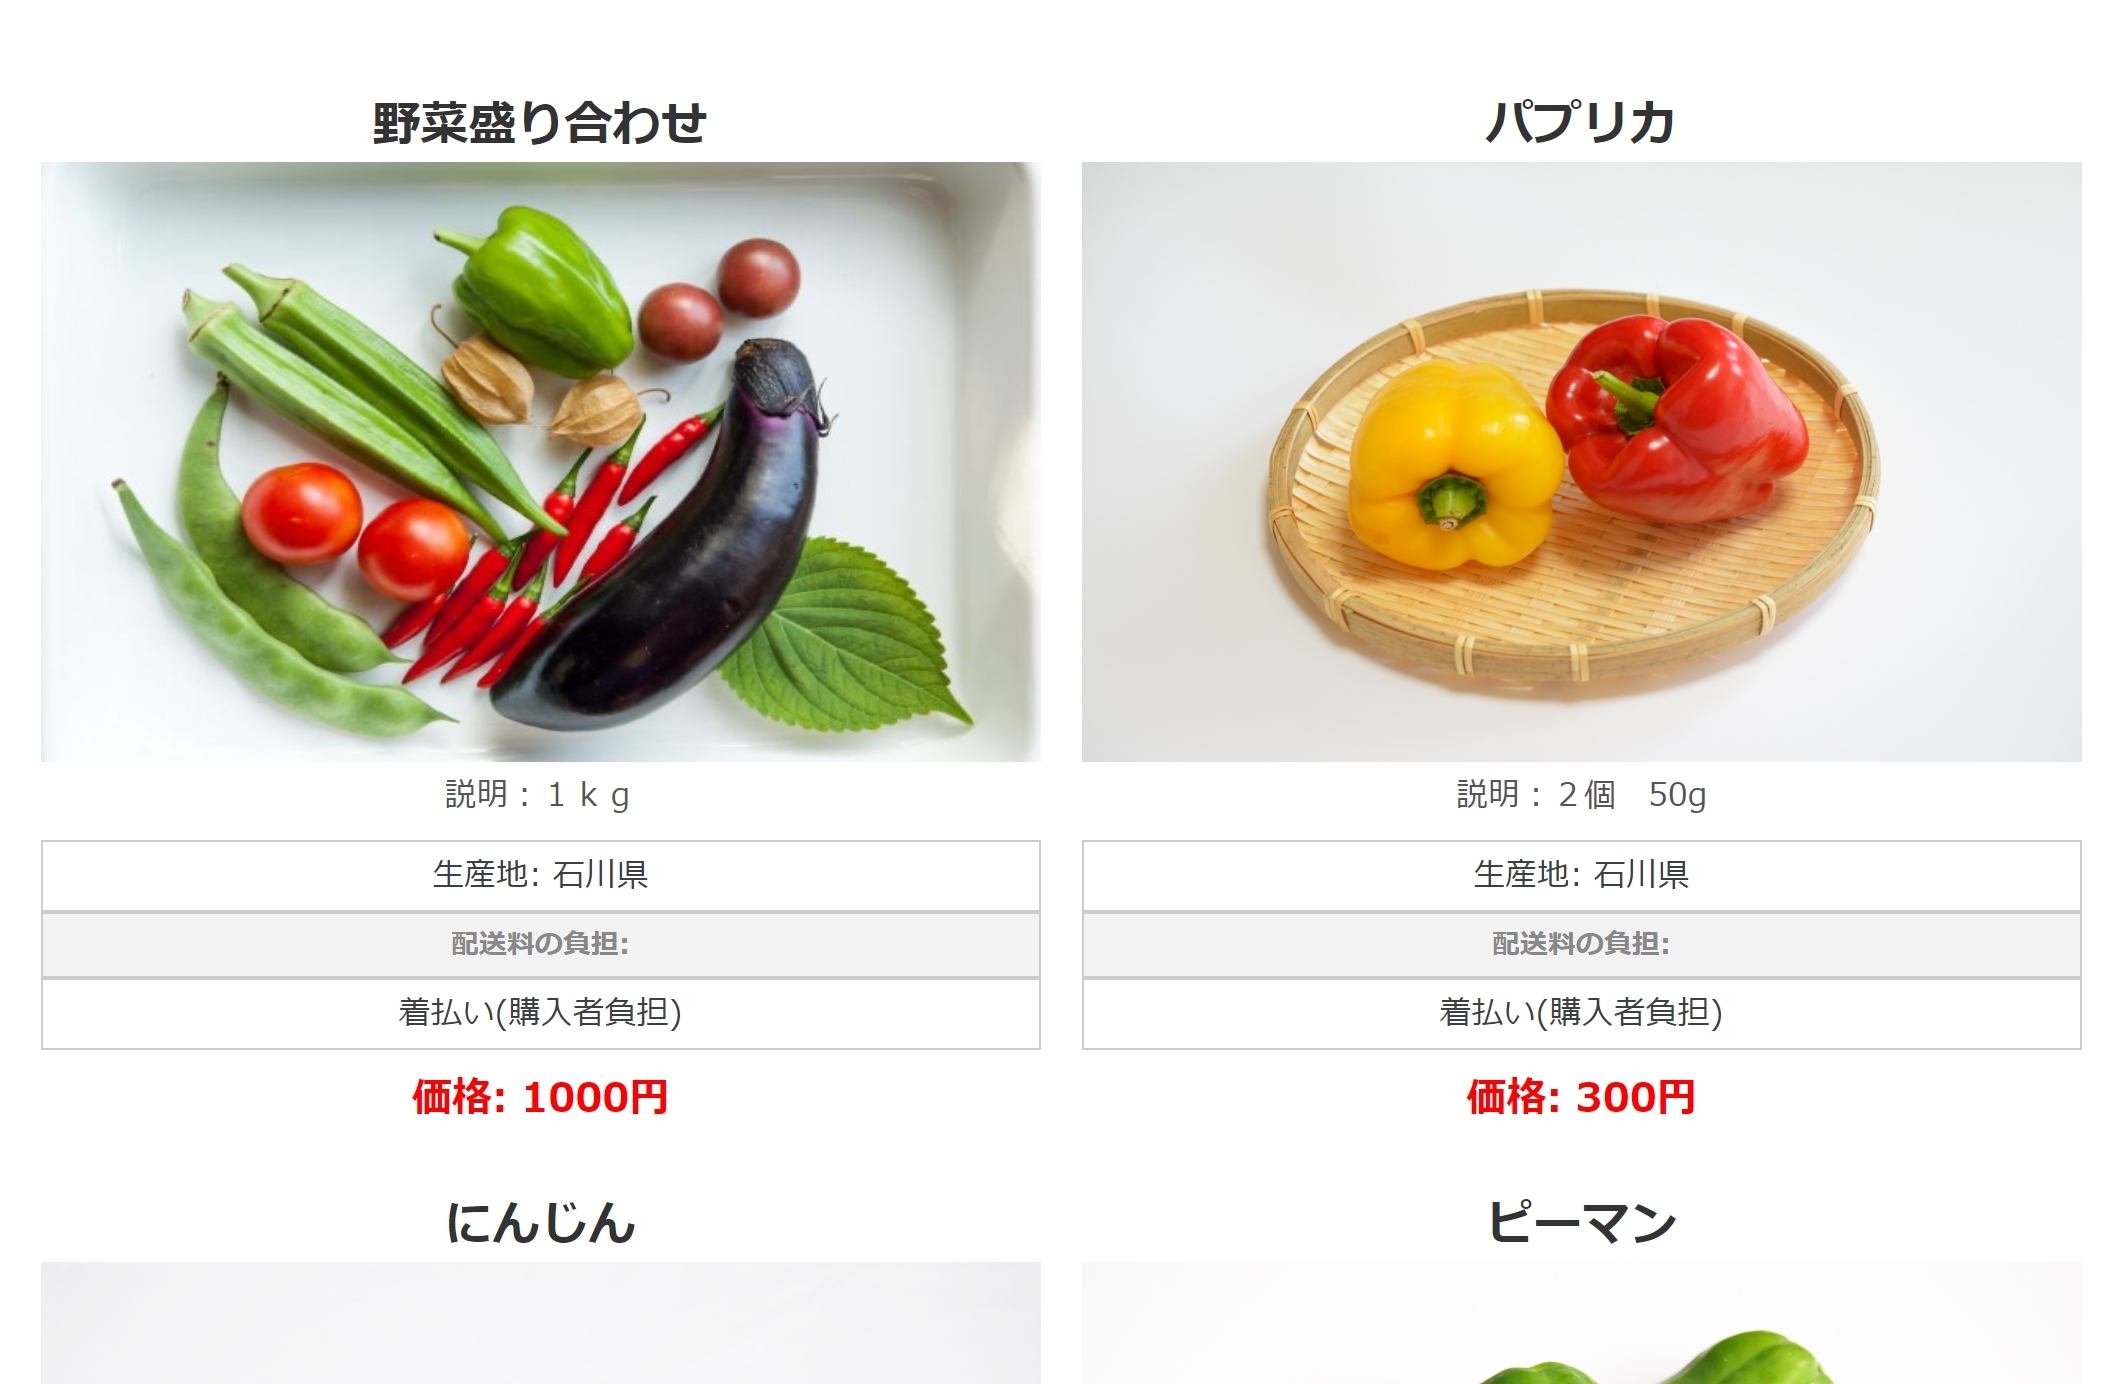 野菜盛り合わせ
説明： １ｋｇ
生産地: 石川県
配送料の負担:
着払い(購入者負担)
価格: 1000円
パプリカ
説明： ２個　50g
生産地: 石川県
配送料の負担:
着払い(購入者負担)
価格: 300円
にんじん
ピーマン